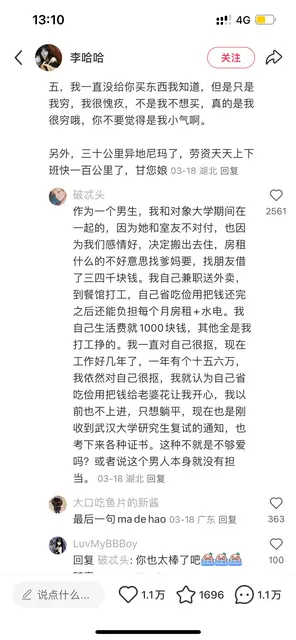 13:10
4G
李哈哈
关注
五，我一直没给你买东西我知道，但是只是
我穷，我很愧疚，不是我不想买，真的是我
很穷哦，你不要觉得是我小气啊。
另外，三十公里异地尼玛了，劳资天天上下
班快一百公里了，甘您娘 03-18 湖北 回复
破忒头
2561
作为一个男生，我和对象大学期间在
一起的，因为她和室友不对付，也因
为我们感情好，决定搬出去住，房租
什么的不好意思找爹妈要，找朋友借
了三四千块钱。我自己兼职送外卖，
到餐馆打工，自己省吃俭用把钱还完
之后还能负担每个月房租+水电。我
自己生活费就1000块钱，其他全是我
打工挣的。我一直对自己很抠，现在
工作好几年了，一年有个十五六万，我
我依然对自己很抠，我就认为自己省
吃俭用把钱给老婆花让我开心，我以
前也不上进，只想躺平，现在也是刚
收到武汉大学研究生复试的通知，也
考下来各种证书。这种不就是不够爱
吗？或者说这个男人本身就没有担
当。 03-18 湖北 回复
大口吃鱼片的新酱
最后一句 ma de hao 03-18 广东 回复
363
LuvMyBBBoy
回复 破忒头: 你也太棒了吧
100
说点什么...
1.1万
1696
1.1万